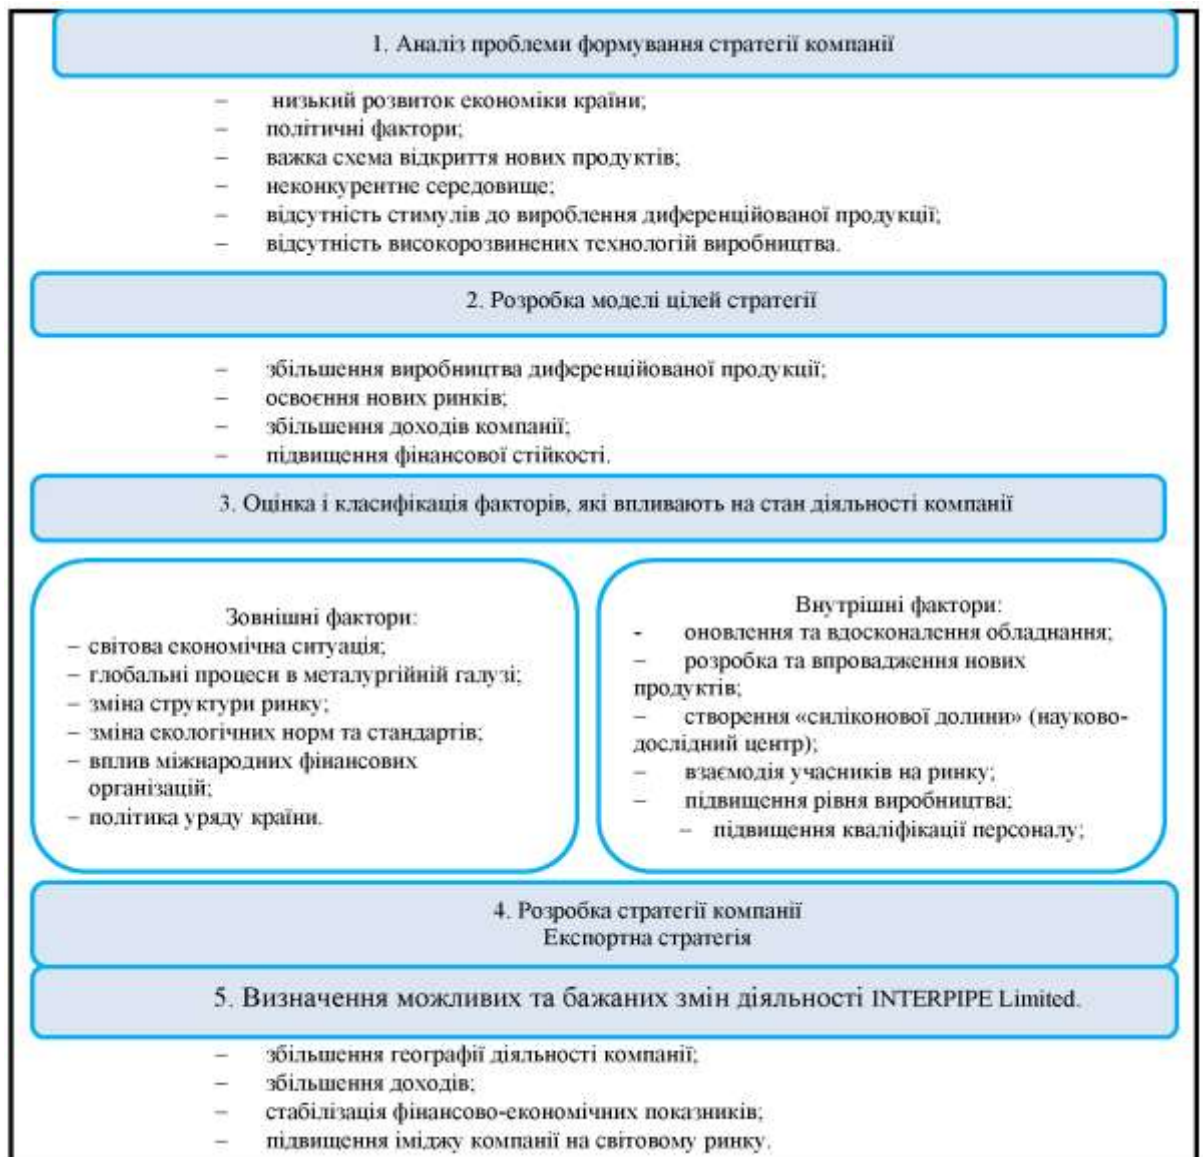 1. Аналіз проблеми формування стратегії компанії
– низький розвиток економіки країни;
– політичні фактори;
– важка схема відкриття нових продуктів;
– неконкурентне середовище;
– відсутність стимулів до вироблення диференційованої продукції;
– відсутність високорозвинених технологій виробництва.
2. Розробка моделі цілей стратегії
– збільшення виробництва диференційованої продукції;
– освоєння нових ринків;
– збільшення доходів компанії;
– підвищення фінансової стійкості.
3. Оцінка і класифікація факторів, які впливають на стан діяльності компанії
Зовнішні фактори:
– світова економічна ситуація;
– глобальні процеси в металургійній галузі;
– зміна структури ринку;
– зміна екологічних норм та стандартів;
– вплив міжнародних фінансових
організацій;
– політика уряду країни.
Внутрішні фактори:
- оновлення та вдосконалення обладнання;
– розробка та впровадження нових
продуктів;
– створення «силіконової долини» (науково-
дослідний центр);
– взаємодія учасників на ринку;
– підвищення рівня виробництва;
– підвищення кваліфікації персоналу;
4. Розробка стратегії компанії
Експортна стратегія
5. Визначення можливих та бажаних змін діяльності INTERPIPE Limited.
– збільшення географії діяльності компанії;
– збільшення доходів;
– стабілізація фінансово-економічних показників;
– підвищення іміджу компанії на світовому ринку.